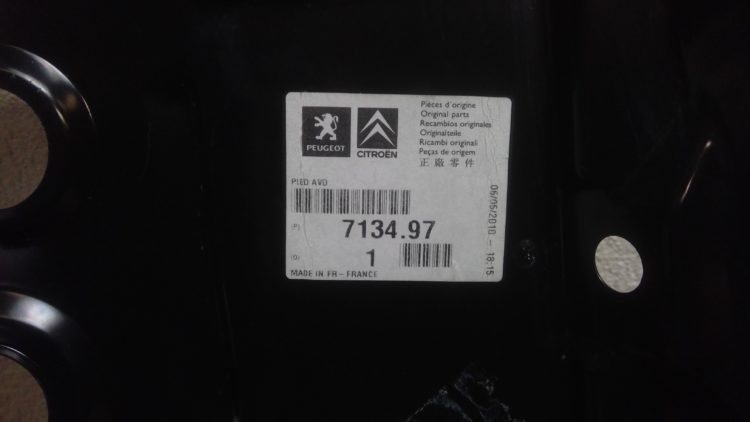 PEUGEOT
CITROËN
Pièces d'origine
Original parts
Recambios originales
Originalteile
Ricambi originali
Peças de origem
正廠零件
PIED AVD
(P) 7134.97
(Q) 1
MADE IN FR - FRANCE
06/05/2010 - 18:15